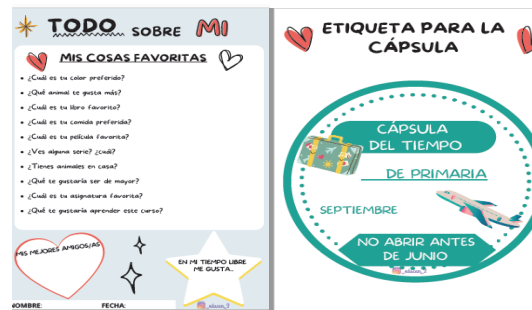 TODO SOBRE MI
MIS COSAS FAVORITAS
• ¿Cuál es tu color preferido?
• ¿Qué animal te gusta más?
• ¿Cuál es tu libro favorito?
• ¿Cuál es tu comida preferida?
• ¿Cuál es tu película favorita?
• ¿Ves alguna serie? ¿cuál?
• ¿Tienes animales en casa?
• ¿Qué te gustaría ser de mayor?
• ¿Cuál es tu asignatura favorita?
• ¿Qué te gustaría aprender este curso?
MIS MEJORES AMIGOS/AS
EN MI TIEMPO LIBRE
ME GUSTA...
NOMBRE:
FECHA:
ETIQUETA PARA LA
CÁPSULA
CÁPSULA
DEL TIEMPO
DE PRIMARIA
SEPTIEMBRE
NO ABRIR ANTES
DE JUNIO